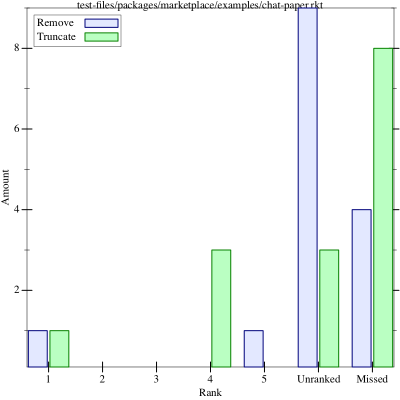 test-files/packages/marketplace/examples/chat-paper.rkt
Remove
Truncate
8
6
4
2
Amount
1 2 3 4 5 Unranked Missed
Rank